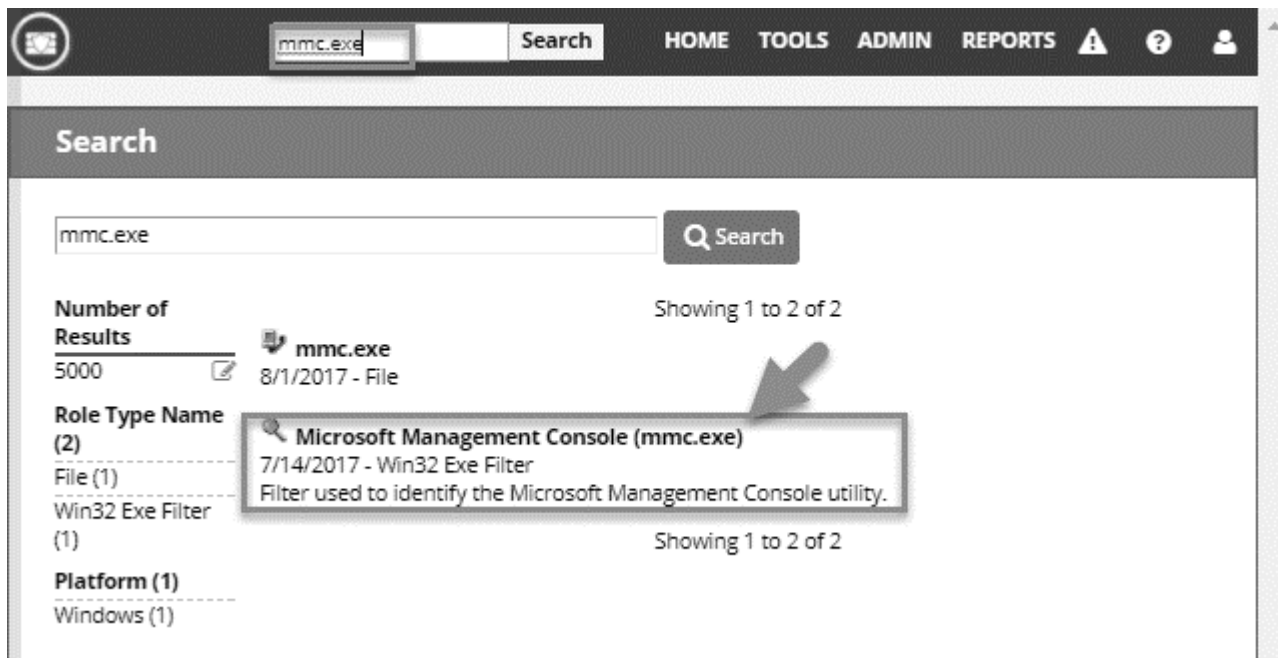 mmc.exe Search HOME TOOLS ADMIN REPORTS
Search
mmc.exe Search
Number of Results
5000
Role Type Name (2)
File (1)
Win32 Exe Filter (1)
Platform (1)
Windows (1)
Showing 1 to 2 of 2
mmc.exe
8/1/2017 - File
Microsoft Management Console (mmc.exe)
7/14/2017 - Win32 Exe Filter
Filter used to identify the Microsoft Management Console utility.
Showing 1 to 2 of 2